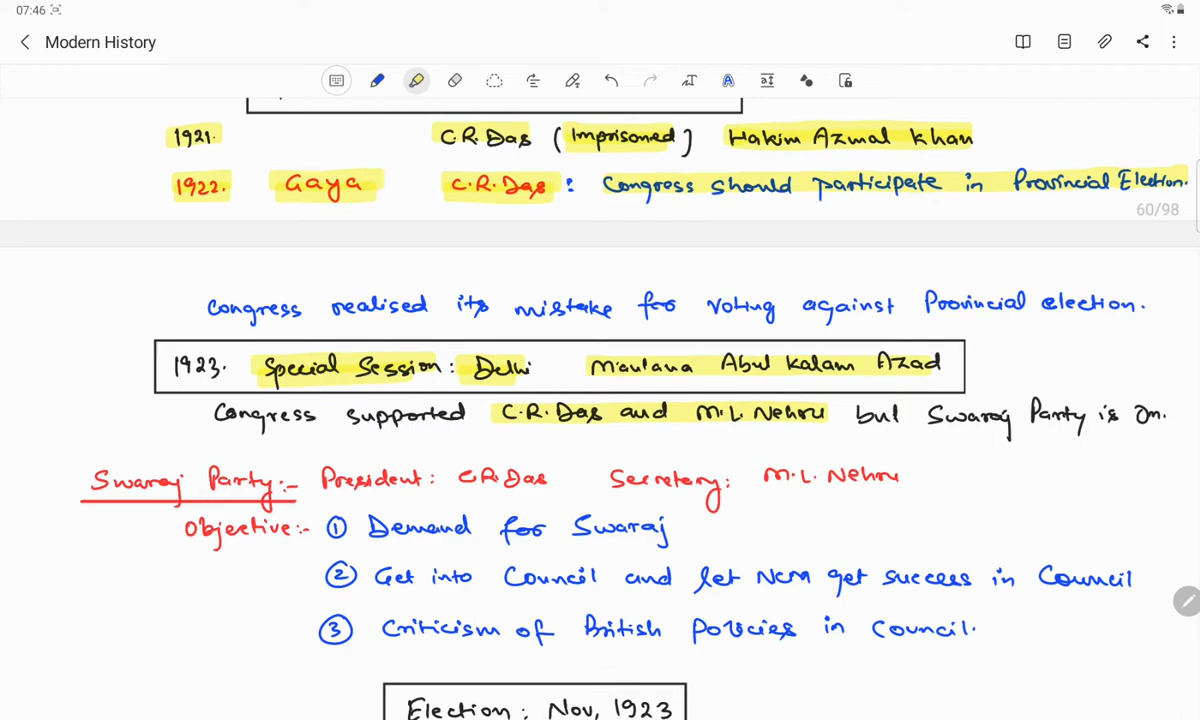 07:46
Modern History
1921. C.R. Das (Imprisoned) Hakim Azmal Khan
1922. Gaya C.R. Das : Congress should participate in Provincial Election.
60/98
Congress realised its mistake for voting against Provincial election.
1923. Special Session: Delhi Maulana Abul Kalam Azad
Congress supported C.R. Das and M.L. Nehru but Swaraj Party is on.
Swaraj Party:- President: C.R. Das Secretary: M.L. Nehru
Objective:- ① Demand for Swaraj
② Get into Council and let NCM get success in Council
③ Criticism of British Policies in Council.
Election: Nov, 1923